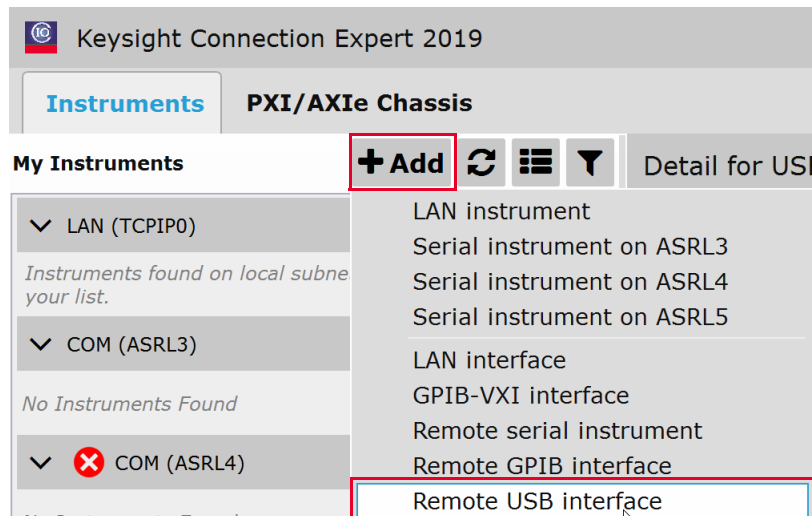 IO
Keysight Connection Expert 2019
Instruments
PXI/AXIe Chassis
My Instruments
Add
Detail for
LAN (TCPIP0)
Instruments found on local
your list.
COM (ASRL3)
No Instruments Found
COM (ASRL4)
LAN instrument
Serial instrument on ASRL3
Serial instrument on ASRL4
Serial instrument on ASRL5
LAN interface
GPIB-VXI interface
Remote serial instrument
Remote GPIB interface
Remote USB interface